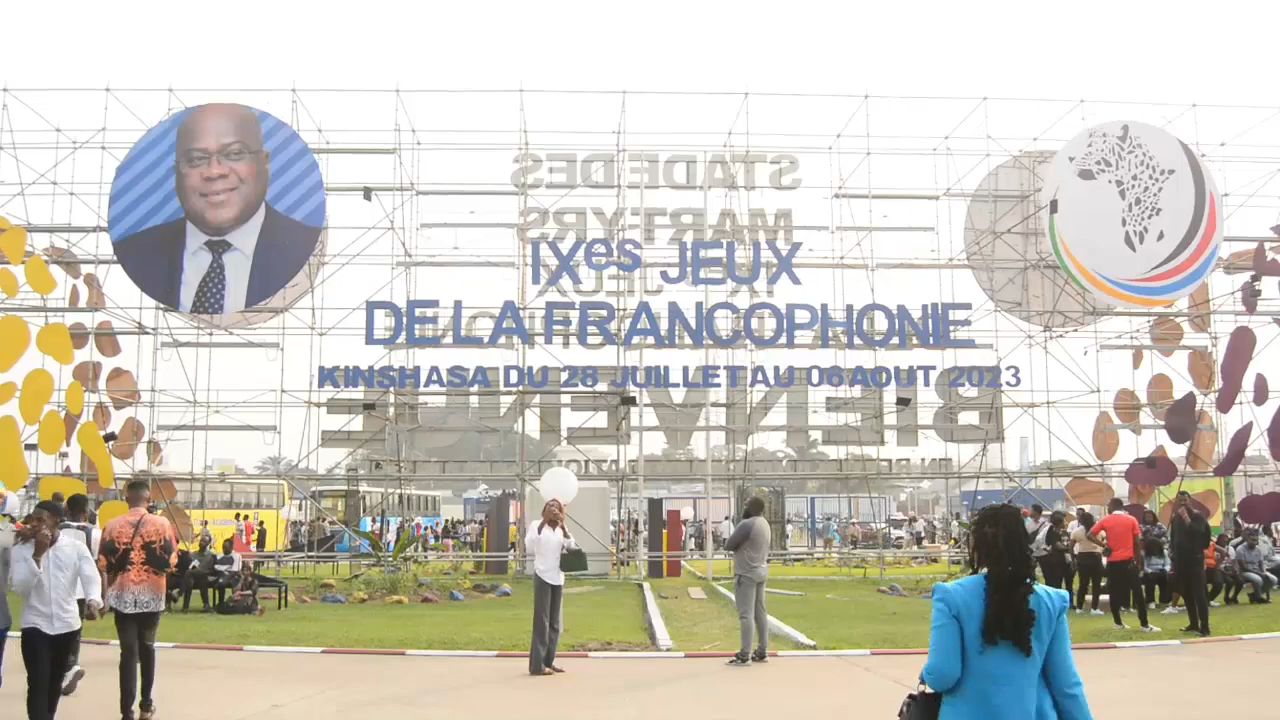 STADE DES
MARTYRS
IXes JEUX
DE LA FRANCOPHONIE
KINSHASA DU 28 JUILLET AU 06 AOUT 2023
BIENVENUE